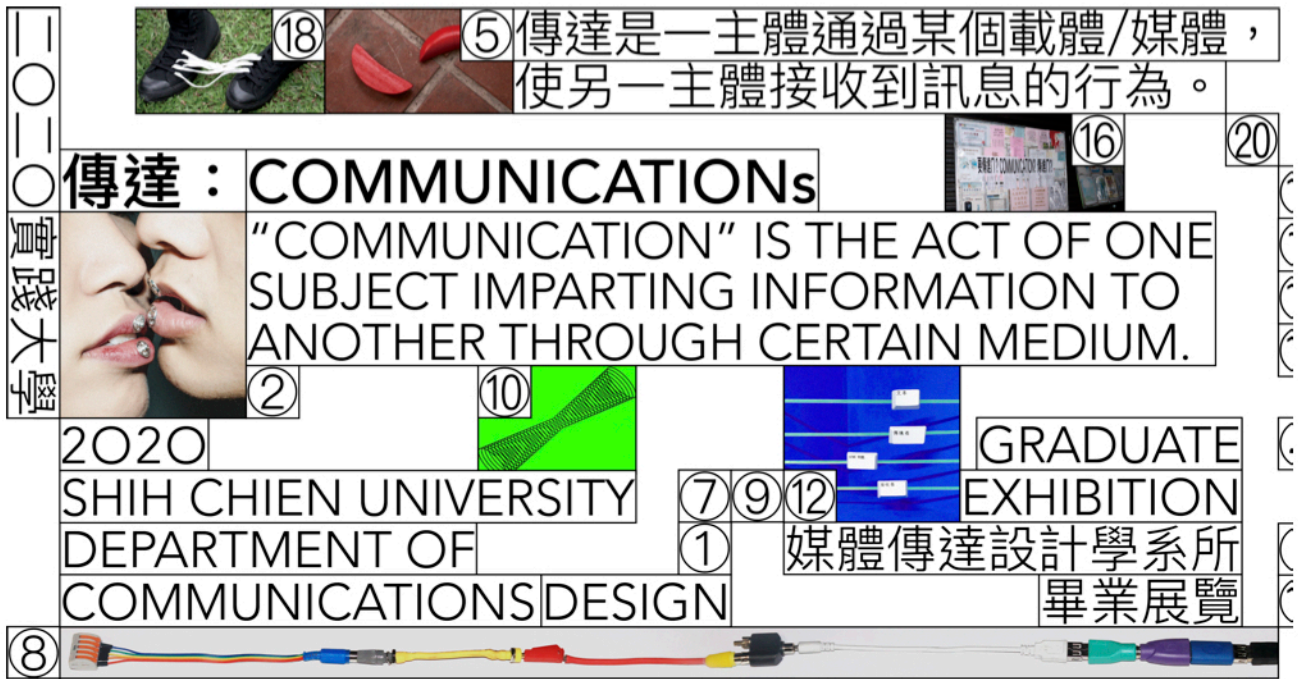 二〇二〇
實踐大學
⑱
⑤
傳達是一主體通過某個載體/媒體，
使另一主體接收到訊息的行為。
⑯
⑳
傳達：COMMUNICATIONs
“COMMUNICATION” IS THE ACT OF ONE
SUBJECT IMPARTING INFORMATION TO
ANOTHER THROUGH CERTAIN MEDIUM.
②
⑩
2020
GRADUATE
SHIH CHIEN UNIVERSITY
⑦⑨⑫
EXHIBITION
DEPARTMENT OF
①
媒體傳達設計學系所
COMMUNICATIONS DESIGN
畢業展覽
⑧